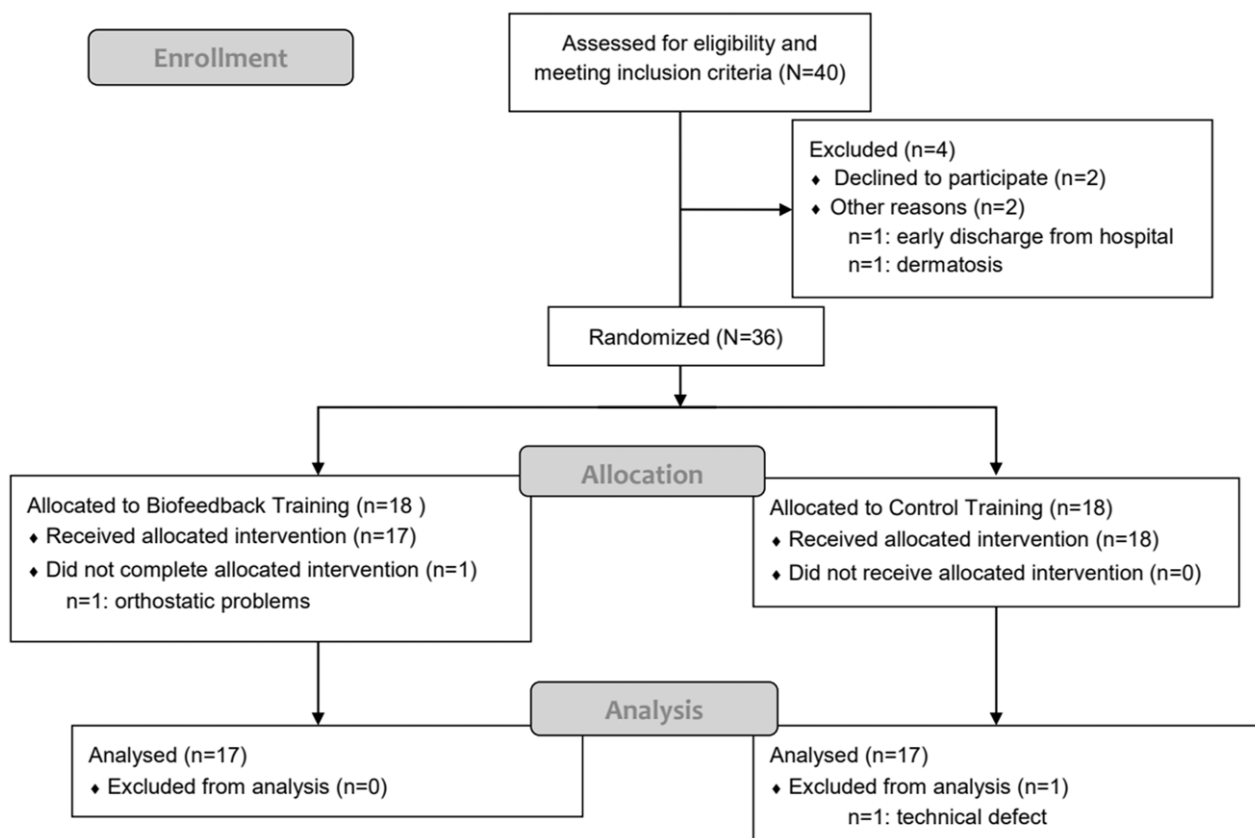 Enrollment
Assessed for eligibility and
meeting inclusion criteria (N=40)
Excluded (n=4)
♦ Declined to participate (n=2)
♦ Other reasons (n=2)
n=1: early discharge from hospital
n=1: dermatosis
Randomized (N=36)
Allocation
Allocated to Biofeedback Training (n=18 )
♦ Received allocated intervention (n=17)
♦ Did not complete allocated intervention (n=1)
n=1: orthostatic problems
Allocated to Control Training (n=18)
♦ Received allocated intervention (n=18)
♦ Did not receive allocated intervention (n=0)
Analysis
Analysed (n=17)
♦ Excluded from analysis (n=0)
Analysed (n=17)
♦ Excluded from analysis (n=1)
n=1: technical defect